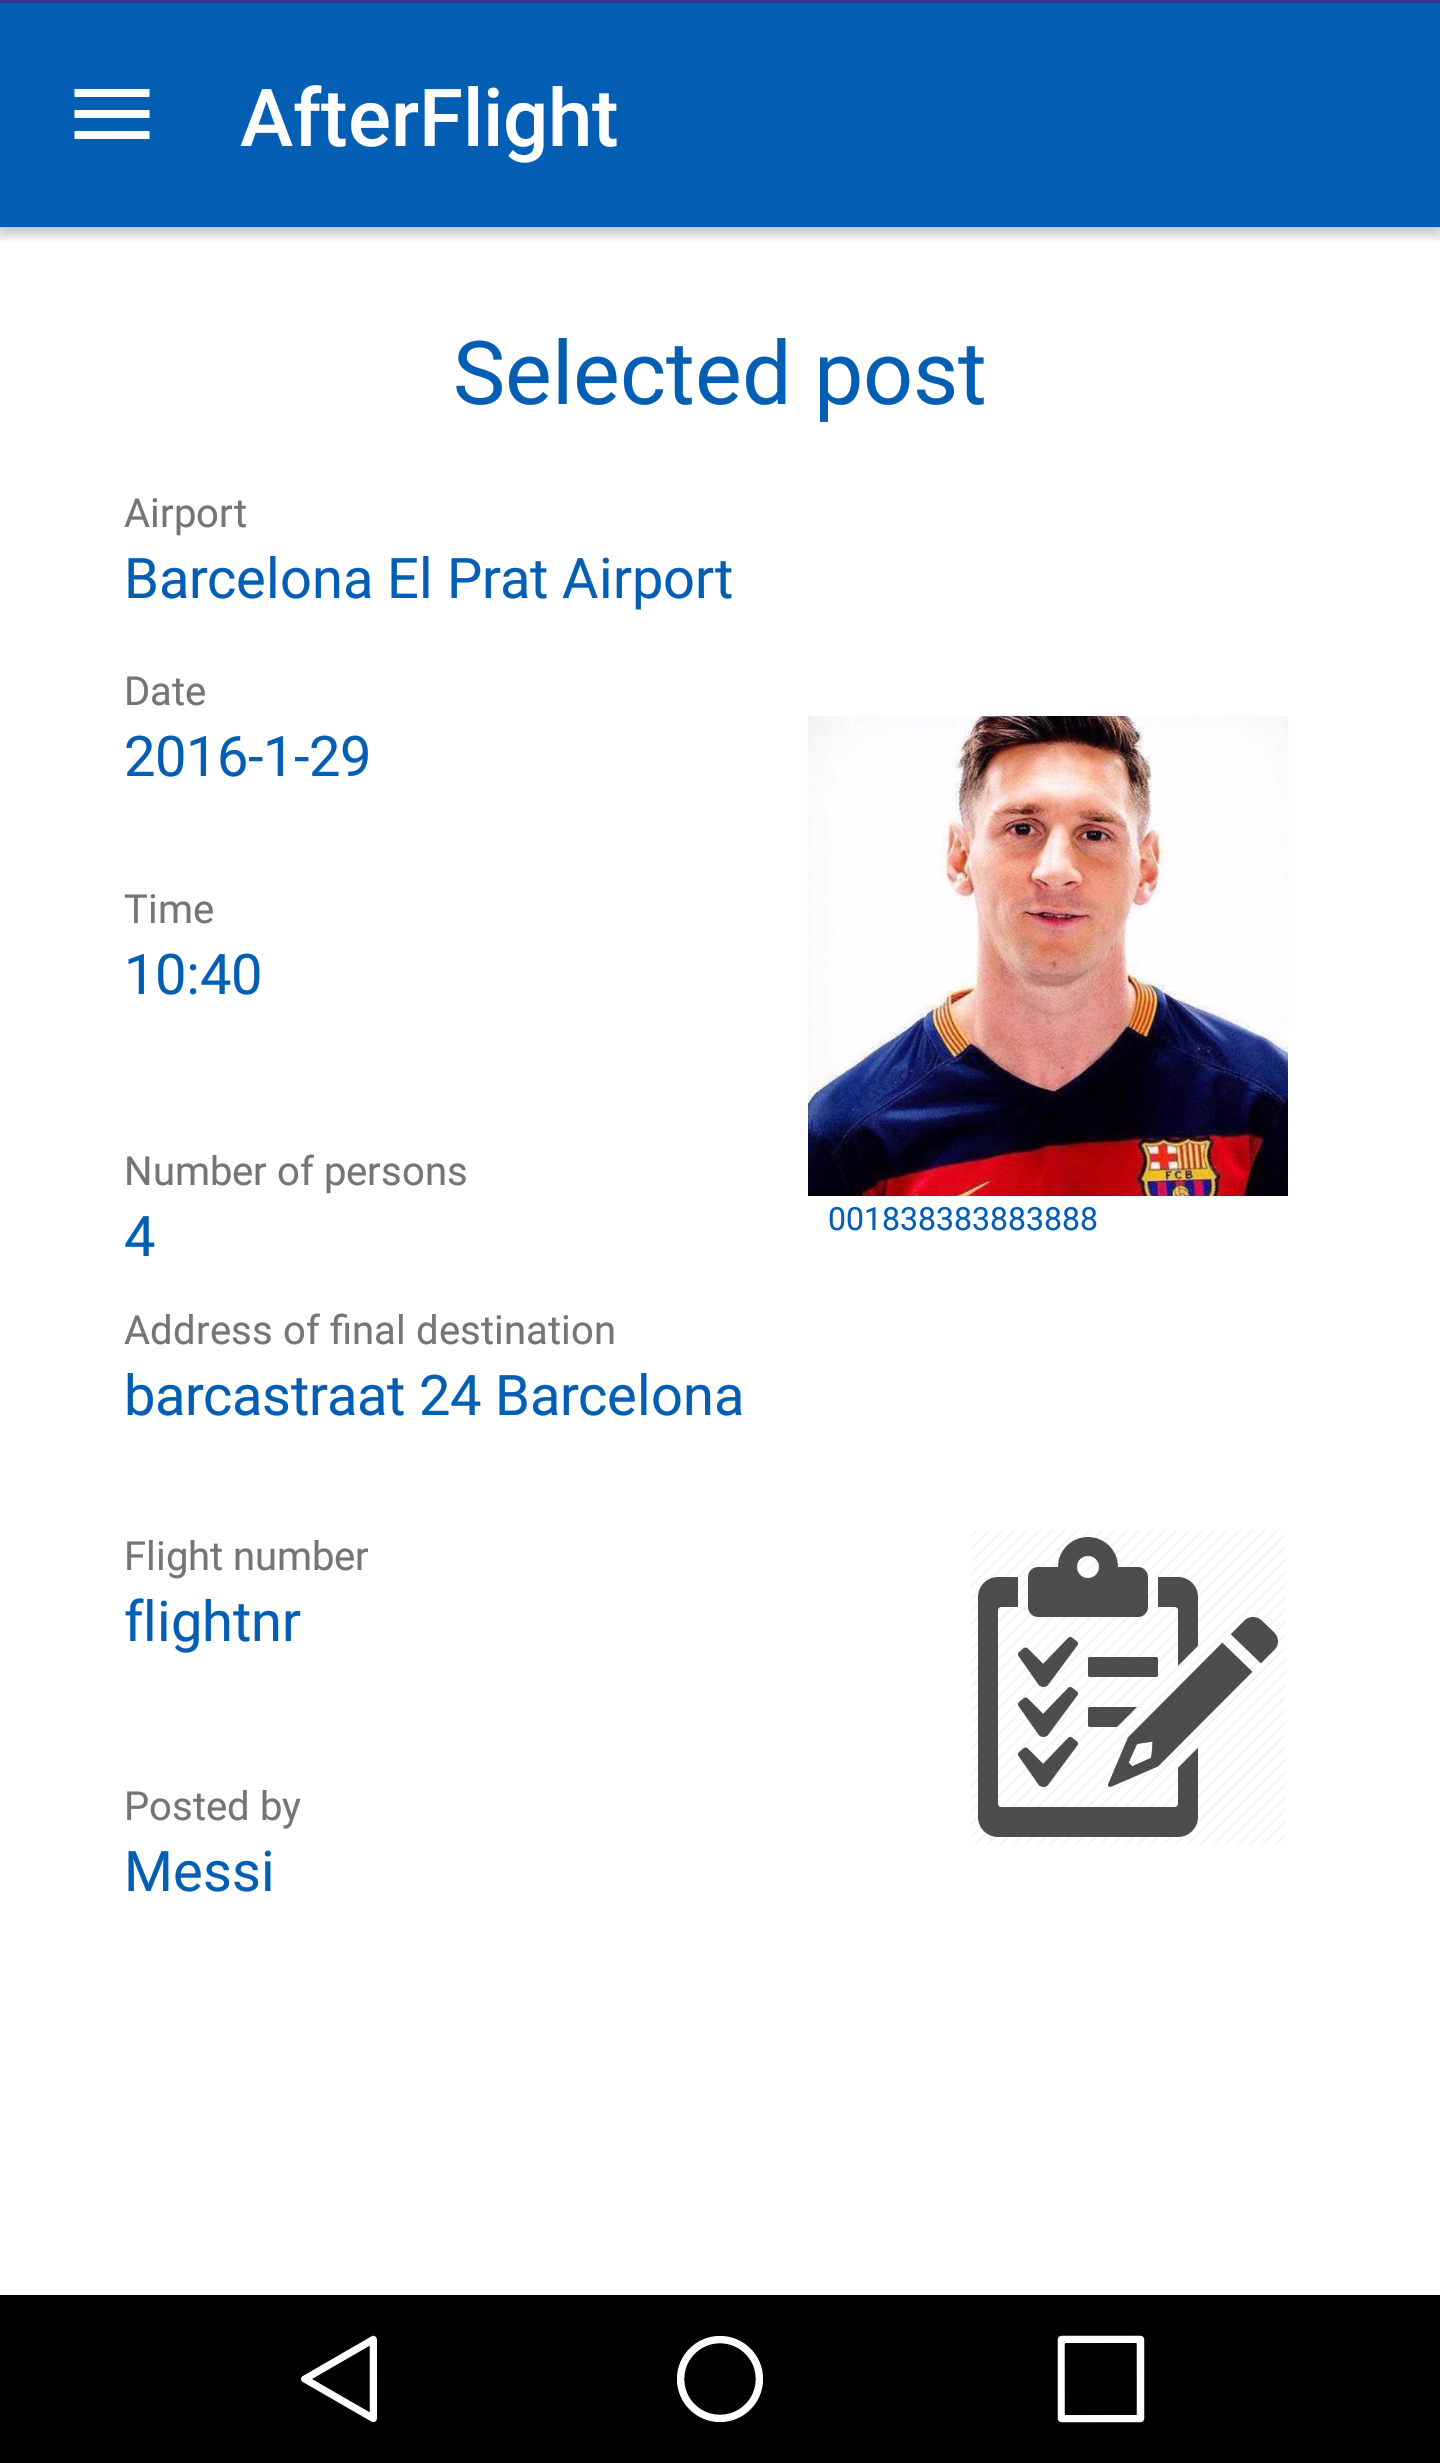 AfterFlight
Selected post
Airport
Barcelona El Prat Airport
Date
2016-1-29
Time
10:40
FCB
001838383883888
Number of persons
4
Address of final destination
barcastraat 24 Barcelona
Flight number
flightnr
Posted by
Messi